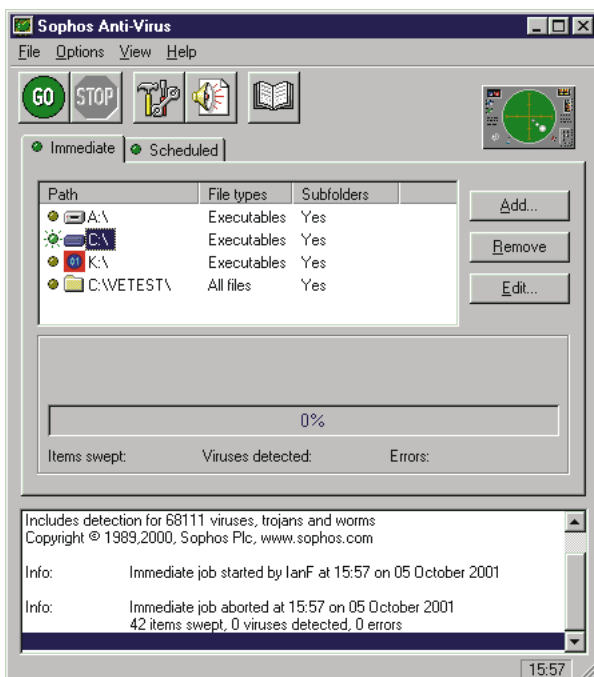 Sophos Anti-Virus
File Options View Help
GO STOP
Immediate Scheduled
Path File types Subfolders
A:\ Executables Yes
C:\ Executables Yes
01 K:\ Executables Yes
C:\VETEST\ All files Yes
Add...
Remove
Edit...
0%
Items swept: Viruses detected: Errors:
Includes detection for 68111 viruses, trojans and worms
Copyright © 1989,2000, Sophos Plc, www.sophos.com
Info: Immediate job started by IanF at 15:57 on 05 October 2001
Info: Immediate job aborted at 15:57 on 05 October 2001
42 items swept, 0 viruses detected, 0 errors
15:57